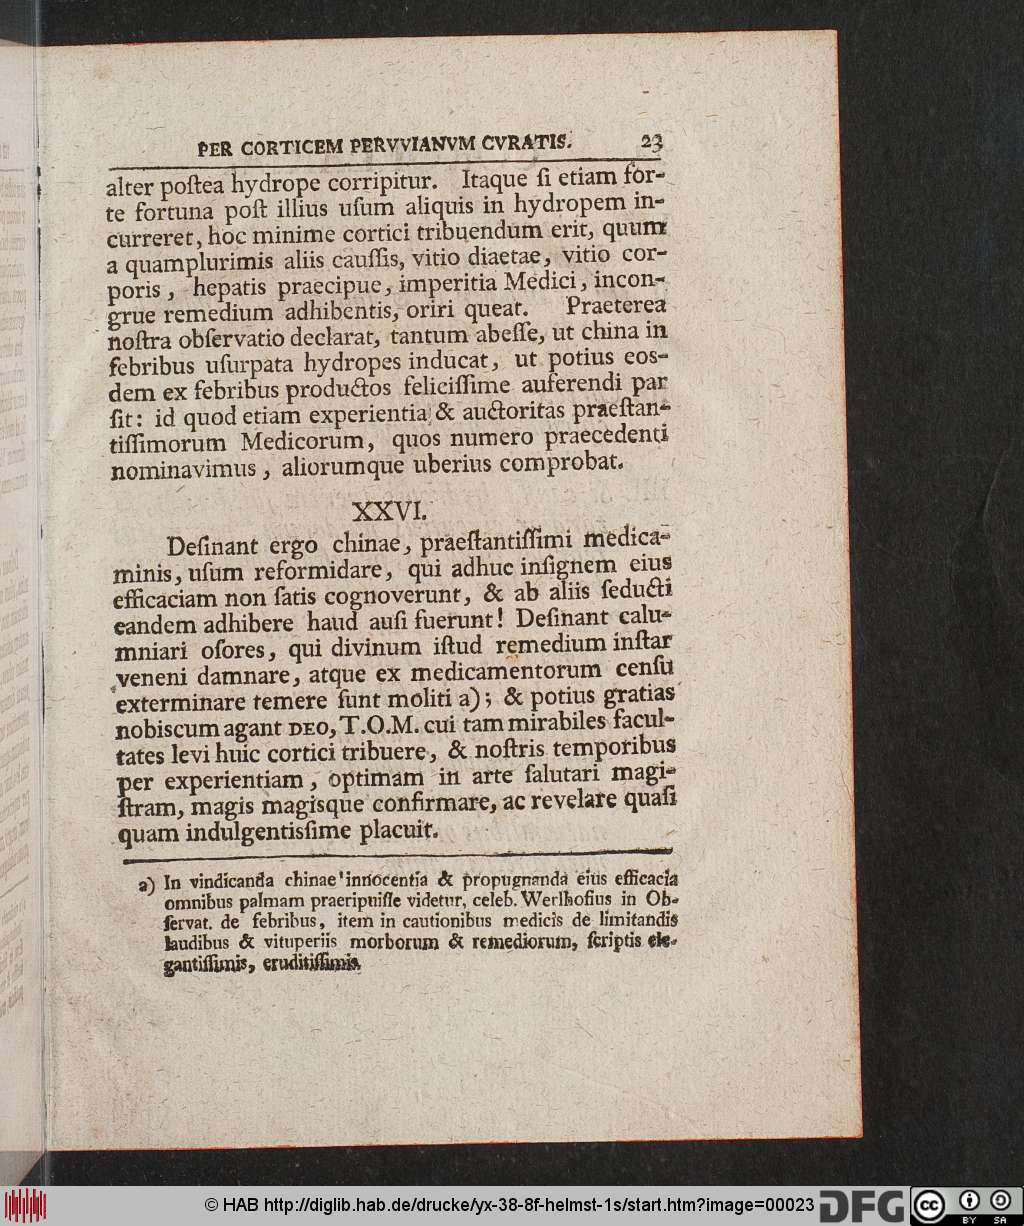 PER CORTICEM PERVVIANVM CVRATIS. 23
alter poſtea hydrope corripitur. Itaque ſi etiam for-
te fortuna poſt illius uſum aliquis in hydropem in-
curreret, hoc minime cortici tribuendum erit, quum
a quamplurimis aliis cauſſis, vitio diaetae, vitio cor-
poris, hepatis praecipue, imperitia Medici, incon-
grue remedium adhibentis, oriri queat. Praeterea
noſtra obſervatio declarat, tantum abeſſe, ut china in
febribus uſurpata hydropes inducat, ut potius eos-
dem ex febribus productos feliciſſime auferendi par
ſit: id quod etiam experientia & auctoritas praeſtan-
tiſſimorum Medicorum, quos numero praecedenti
nominavimus, aliorumque uberius comprobat.
XXVI.
Deſinant ergo chinae, praeſtantiſſimi medica-
minis, uſum reformidare, qui adhuc inſignem eius
efficaciam non ſatis cognoverunt, & ab aliis ſeducti
eandem adhibere haud auſi fuerunt! Deſinant calu-
mniari oſores, qui divinum iſtud remedium inſtar
veneni damnare, atque ex medicamentorum cenſu
exterminare temere ſunt moliti a); & potius gratias
nobiscum agant DEO, T.O.M. cui tam mirabiles facul-
tates levi huic cortici tribuere, & noſtris temporibus
per experientiam, optimam in arte ſalutari magi-
ſtram, magis magisque confirmare, ac revelare quaſi
quam indulgentisſime placuit.
a) In vindicanda chinae innocentia & propugnanda eius efficacia
omnibus palmam praeripuiſſe videtur, celeb. Werlhofius in Ob-
ſervat. de febribus, item in cautionibus medicis de limitandis
laudibus & vituperiis morborum & remediorum, ſcriptis ele-
gantiſſimis, eruditiſſimis.
© HAB http://diglib.hab.de/drucke/yx-38-8f-helmst-1s/start.htm?image=00023 DFG cc BY SA